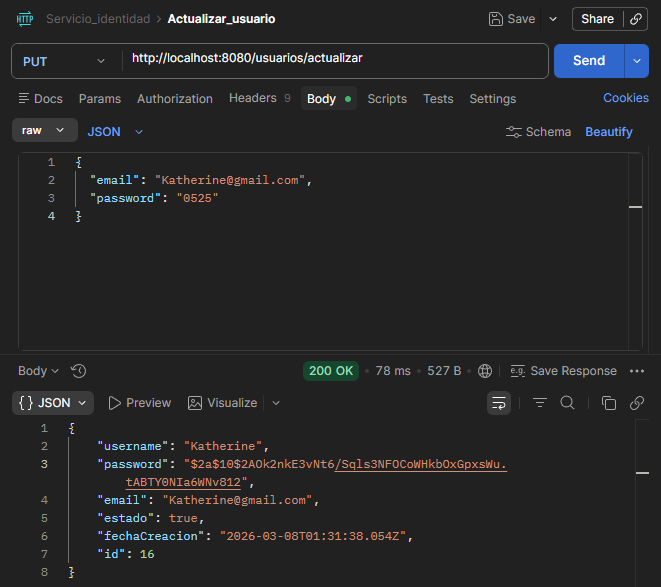 HTTP Servicio_identidad > Actualizar_usuario Save Share
PUT http://localhost:8080/usuarios/actualizar Send
Docs Params Authorization Headers 9 Body Scripts Tests Settings Cookies
raw JSON Schema Beautify
1 {
2 "email": "Katherine@gmail.com",
3 "password": "0525"
4 }
Body 200 OK • 78 ms • 527 B e.g. Save Response
{} JSON Preview Visualize
1 {
2 "username": "Katherine",
3 "password": "$2a$10$2AOk2nkE3vNt6/Sqls3NFOCoWHkbOxGpxsWu.
tABTY0NIa6WNv812",
4 "email": "Katherine@gmail.com",
5 "estado": true,
6 "fechaCreacion": "2026-03-08T01:31:38.054Z",
7 "id": 16
8 }